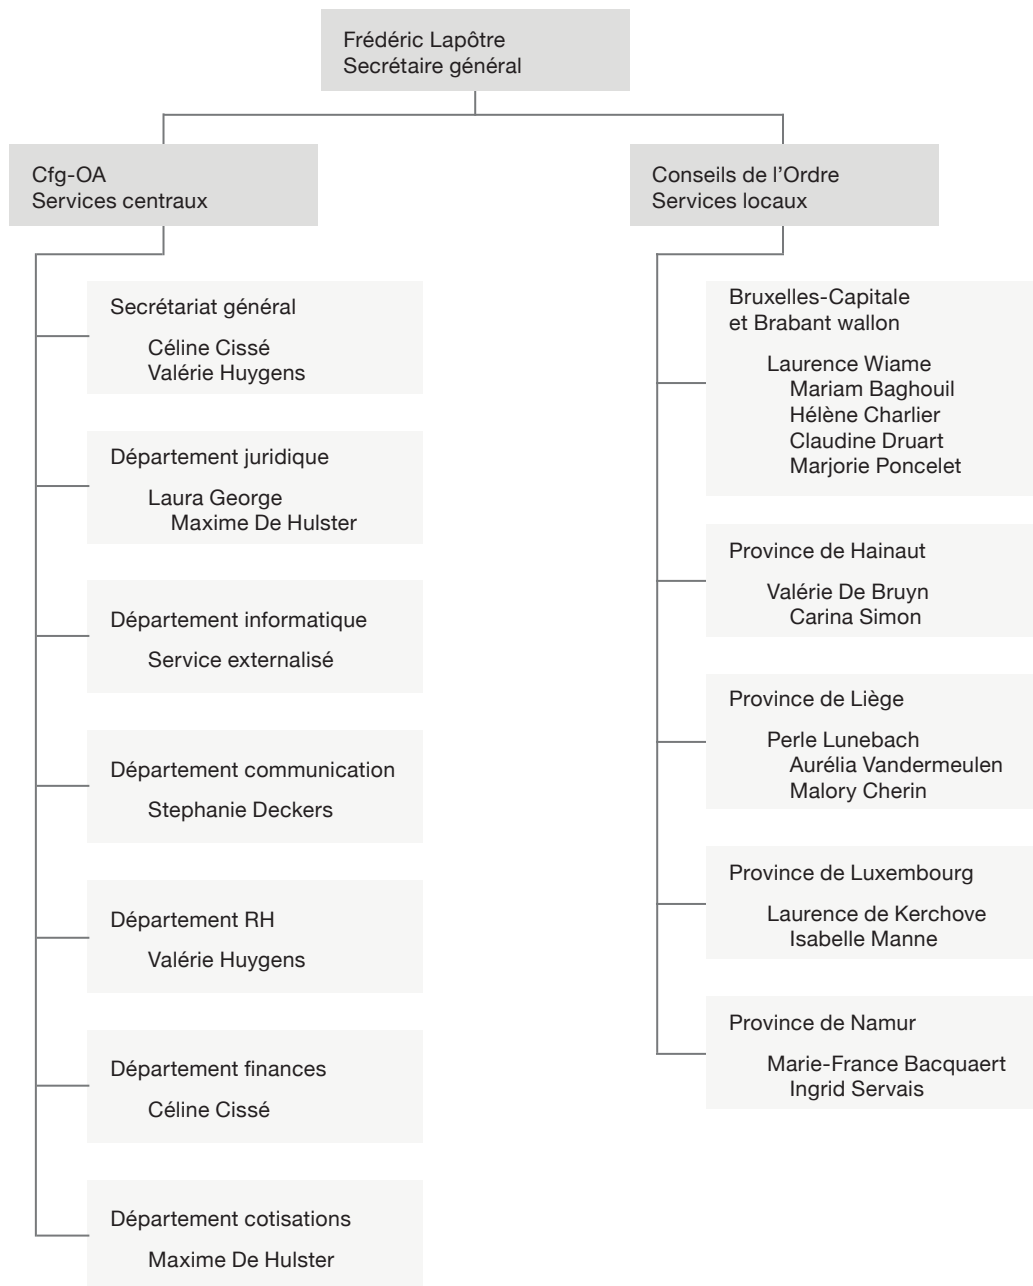 Frédéric Lapôtre
Secrétaire général
Cfg-OA
Services centraux
Secrétariat général
Céline Cissé
Valérie Huygens
Département juridique
Laura George
Maxime De Hulster
Département informatique
Service externalisé
Département communication
Stephanie Deckers
Département RH
Valérie Huygens
Département finances
Céline Cissé
Département cotisations
Maxime De Hulster
Conseils de l'Ordre
Services locaux
Bruxelles-Capitale
et Brabant wallon
Laurence Wiame
Mariam Baghouil
Hélène Charlier
Claudine Druart
Marjorie Poncelet
Province de Hainaut
Valérie De Bruyn
Carina Simon
Province de Liège
Perle Lunebach
Aurélia Vandermeulen
Malory Cherin
Province de Luxembourg
Laurence de Kerchove
Isabelle Manne
Province de Namur
Marie-France Bacquaert
Ingrid Servais